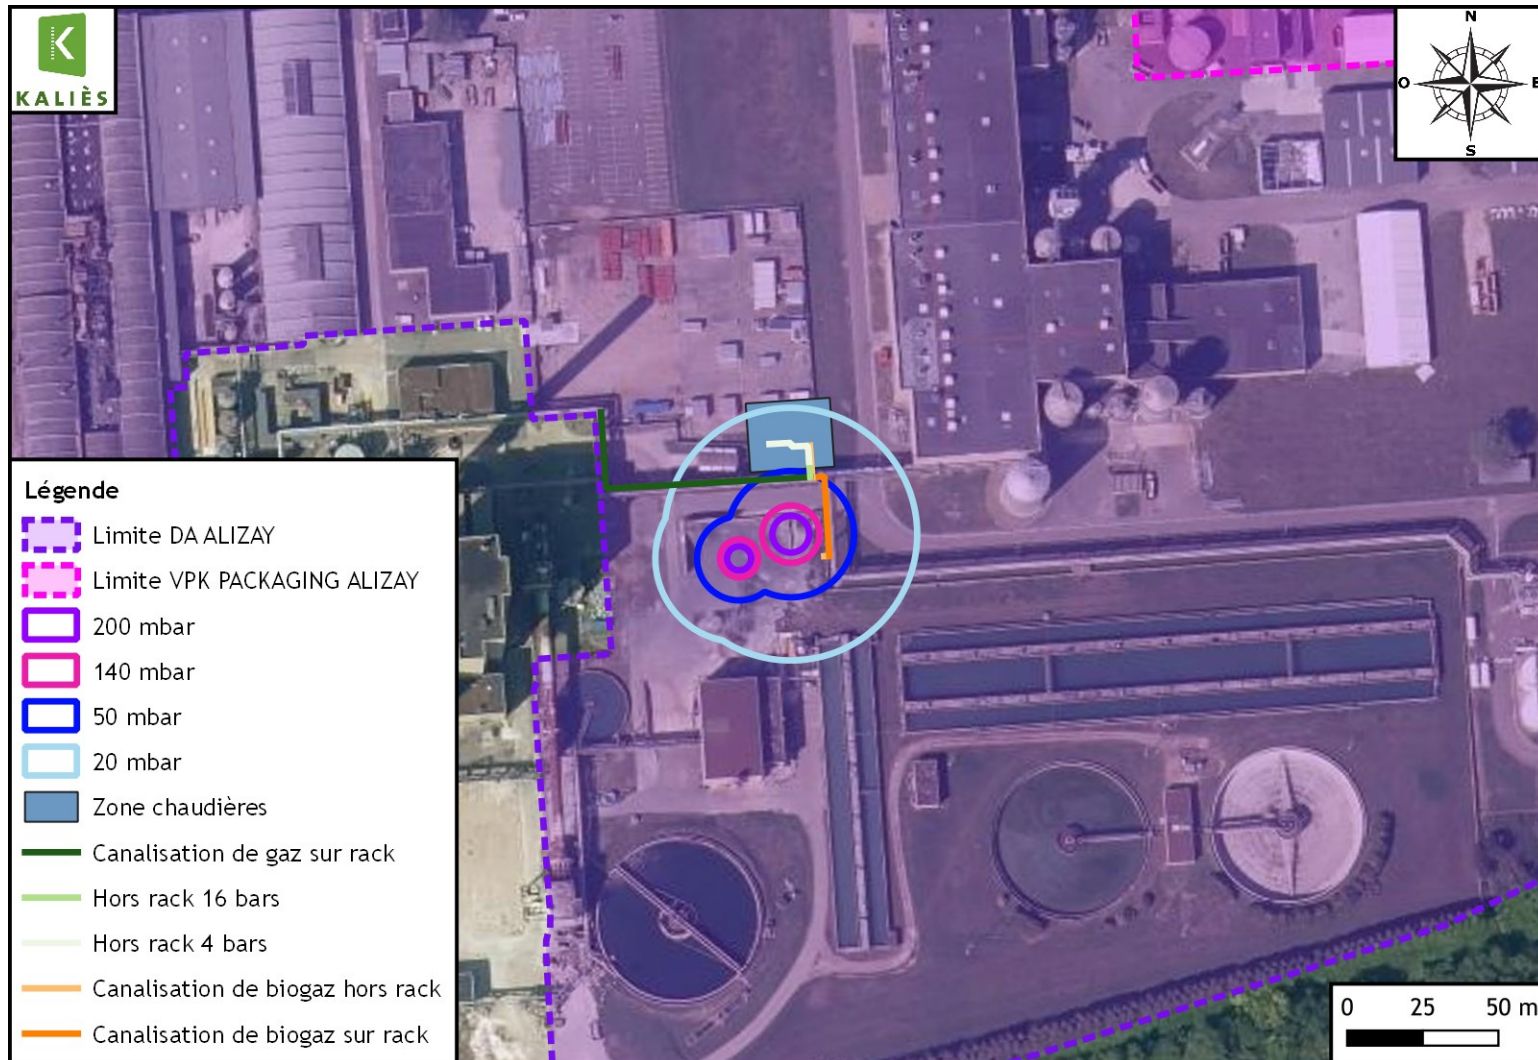 KALIÈS
N
O
E
S
Légende
Limite DA ALIZAY
Limite VPK PACKAGING ALIZAY
200 mbar
140 mbar
50 mbar
20 mbar
Zone chaudières
Canalisation de gaz sur rack
Hors rack 16 bars
Hors rack 4 bars
Canalisation de biogaz hors rack
Canalisation de biogaz sur rack
0 25 50 m